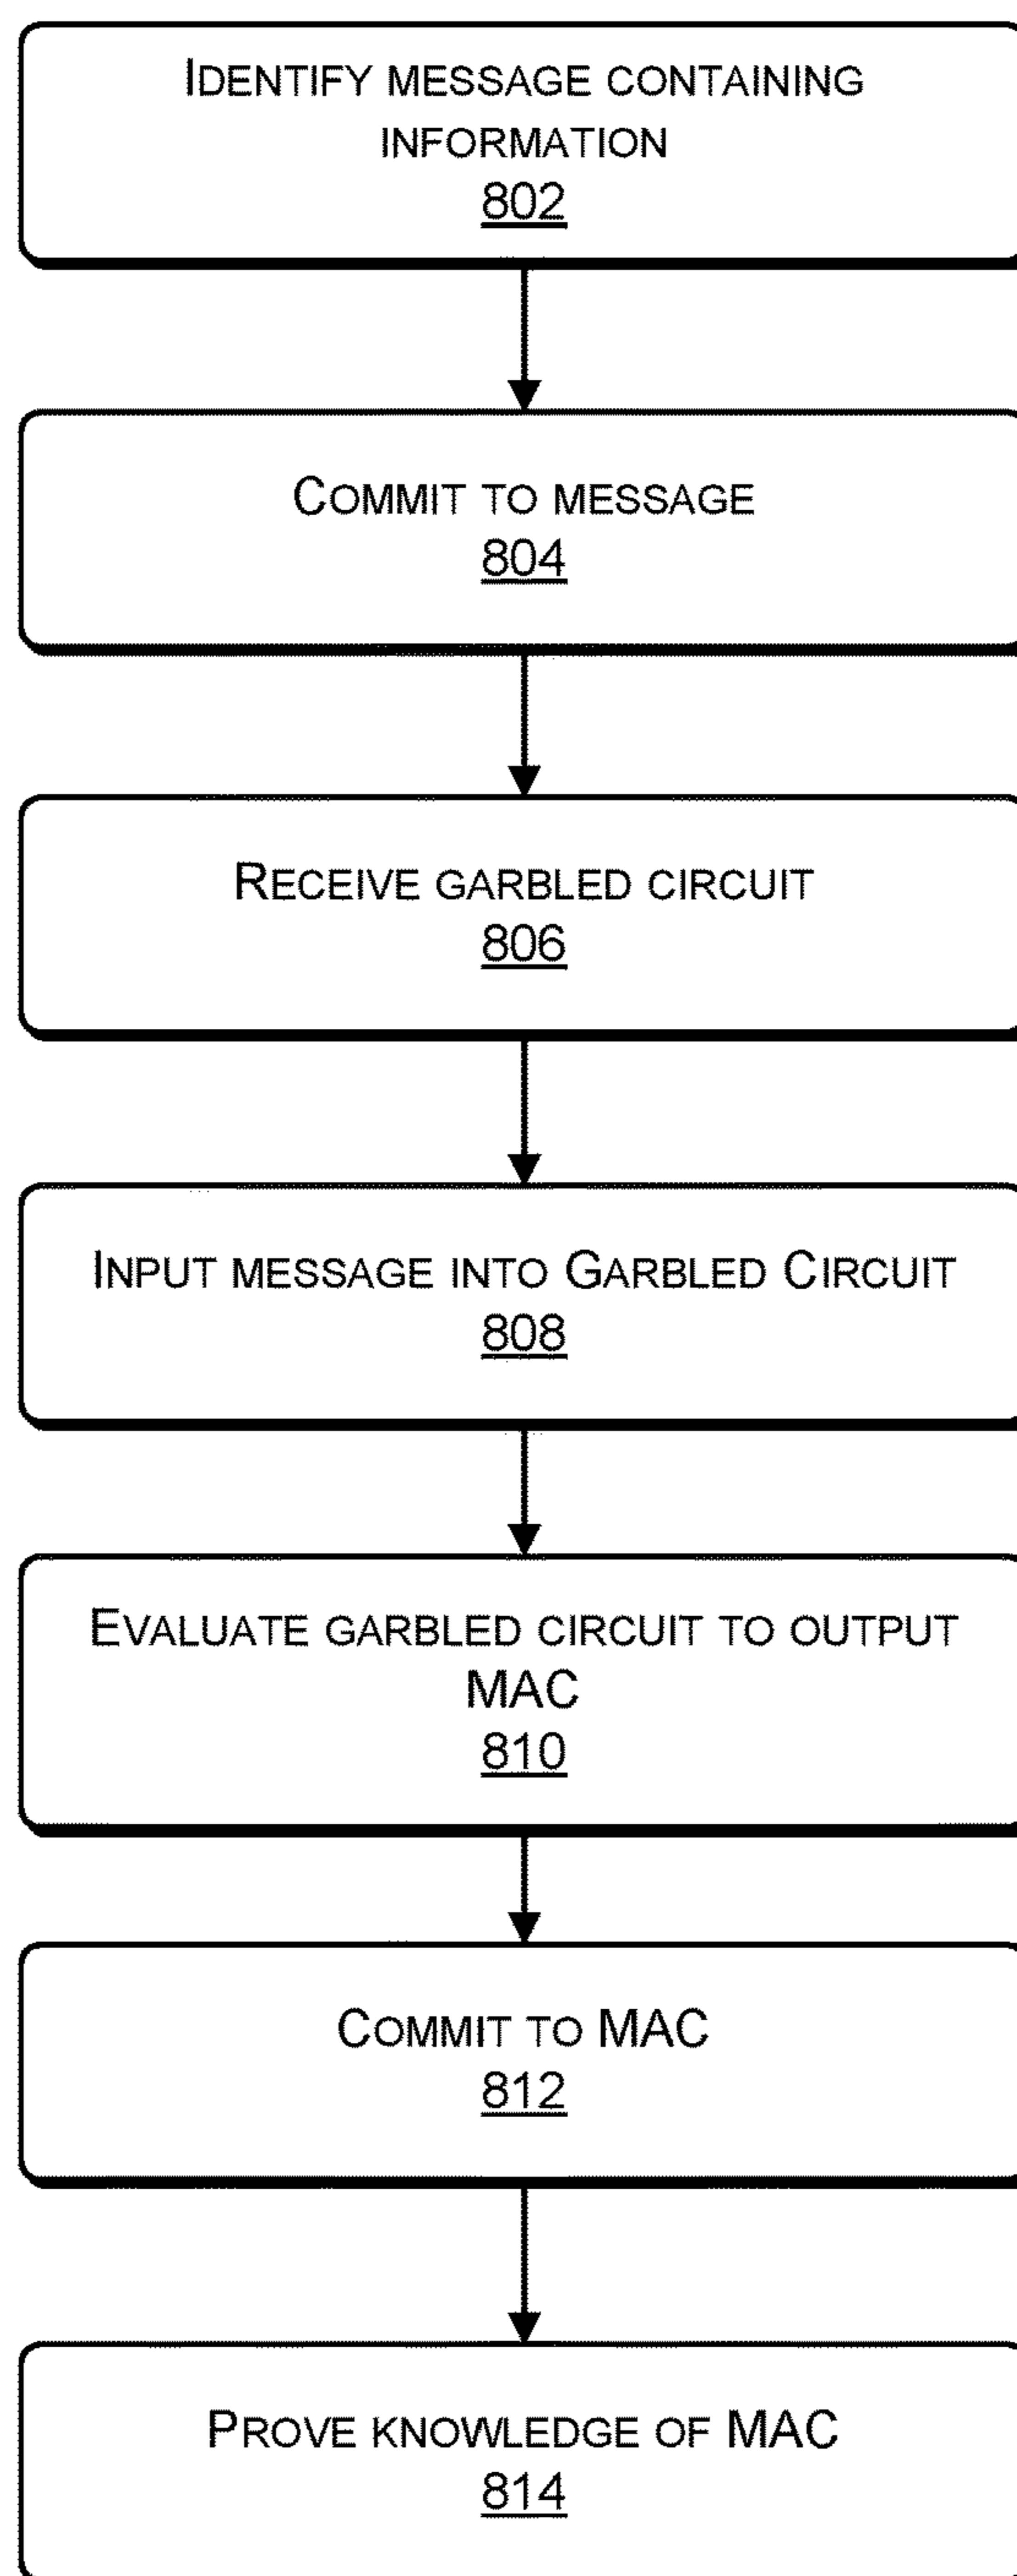 IDENTIFY MESSAGE CONTAINING
INFORMATION
802
COMMIT TO MESSAGE
804
RECEIVE GARBLED CIRCUIT
806
INPUT MESSAGE INTO GARBLED CIRCUIT
808
EVALUATE GARBLED CIRCUIT TO OUTPUT
MAC
810
COMMIT TO MAC
812
PROVE KNOWLEDGE OF MAC
814